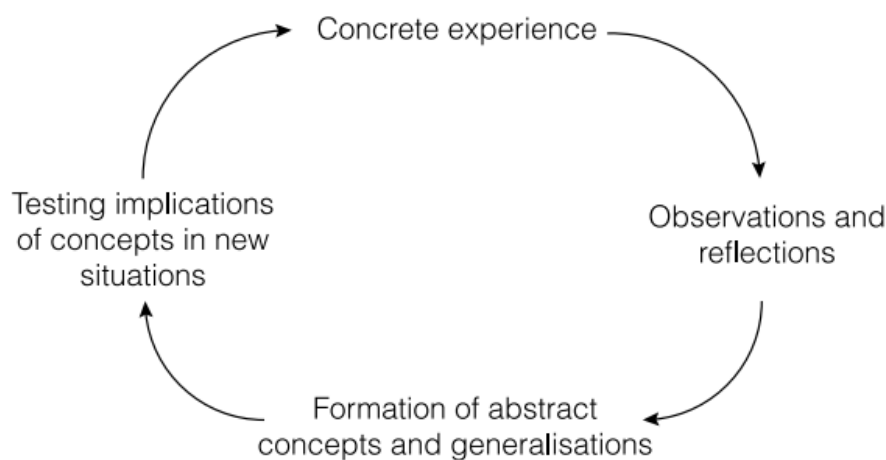 Concrete experience
Observations and
reflections
Formation of abstract
concepts and generalisations
Testing implications
of concepts in new
situations